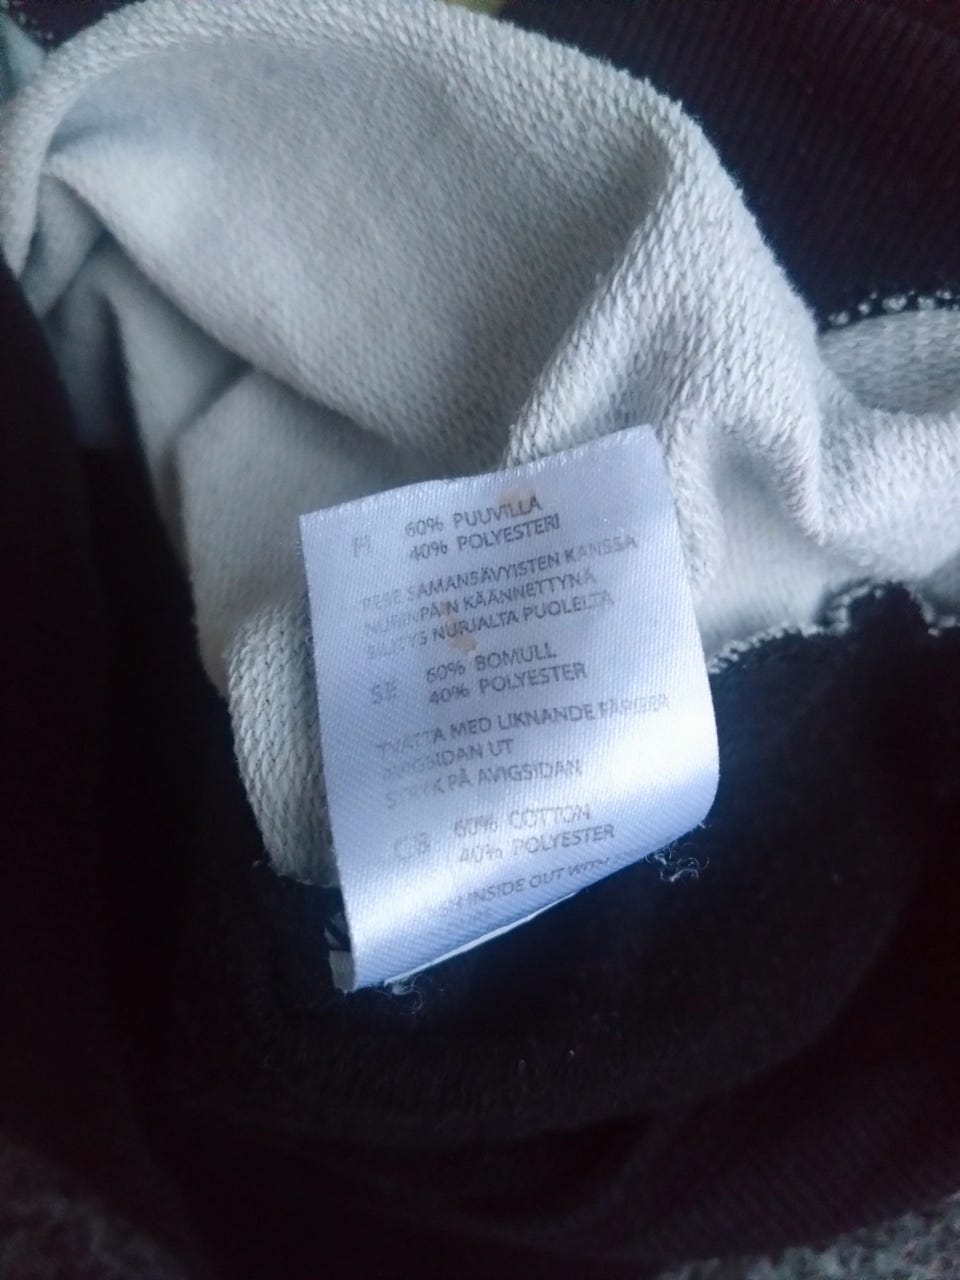 FI 60% PUUVILLA
40% POLYESTERI
PESE SAMANSÄVYISTEN KANSSA
NURINPÄIN KÄÄNNETTYNÄ
SILITYS NURJALTA PUOLELTA
SE 60% BOMULL
40% POLYESTER
TVÄTTA MED LIKNANDE FÄRGER
AVIGSIDAN UT
STRYK PÅ AVIGSIDAN
GB 60% COTTON
40% POLYESTER
INSIDE OUT WITH